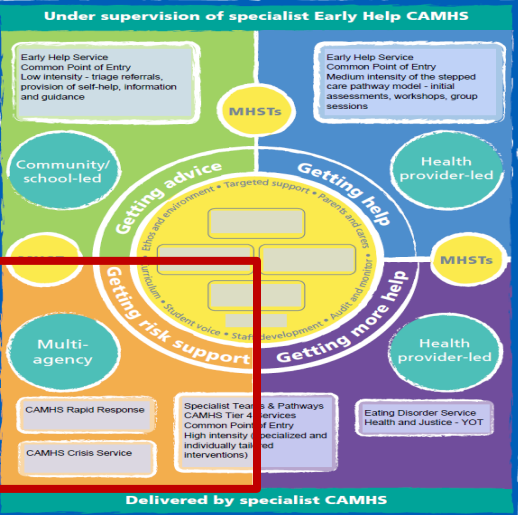 Under supervision of specialist Early Help CAMHS
Early Help Service
Common Point of Entry
Low intensity - triage referrals,
provision of self-help, information
and guidance
Early Help Service
Common Point of Entry
Medium intensity of the stepped
care pathway model - initial
assessments, workshops, group
sessions
MHSTs
Community/
school-led
Health
provider-led
Getting advice
Getting help
Ethos and environment • Targeted support • Parents and carers •
MHSTs
Student voice • Staff development • Audit and monitor •
Getting risk support
Getting more help
Multi-
agency
Health
provider-led
CAMHS Rapid Response
CAMHS Crisis Service
Specialist Teams & Pathways
CAMHS Tier 4 Services
Common Point of Entry
High intensity (specialized and
individually tailored
interventions)
Eating Disorder Service
Health and Justice - YOT
Delivered by specialist CAMHS